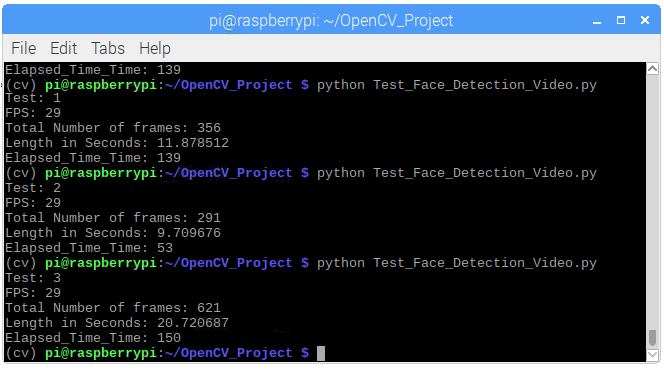 pi@raspberrypi: ~/OpenCV_Project
File Edit Tabs Help
Elapsed_Time_Time: 139
(cv) pi@raspberrypi:~/OpenCV_Project $ python Test_Face_Detection_Video.py
Test: 1
FPS: 29
Total Number of frames: 356
Length in Seconds: 11.878512
Elapsed_Time_Time: 139
(cv) pi@raspberrypi:~/OpenCV_Project $ python Test_Face_Detection_Video.py
Test: 2
FPS: 29
Total Number of frames: 291
Length in Seconds: 9.709676
Elapsed_Time_Time: 53
(cv) pi@raspberrypi:~/OpenCV_Project $ python Test_Face_Detection_Video.py
Test: 3
FPS: 29
Total Number of frames: 621
Length in Seconds: 20.720687
Elapsed_Time_Time: 150
(cv) pi@raspberrypi:~/OpenCV_Project $